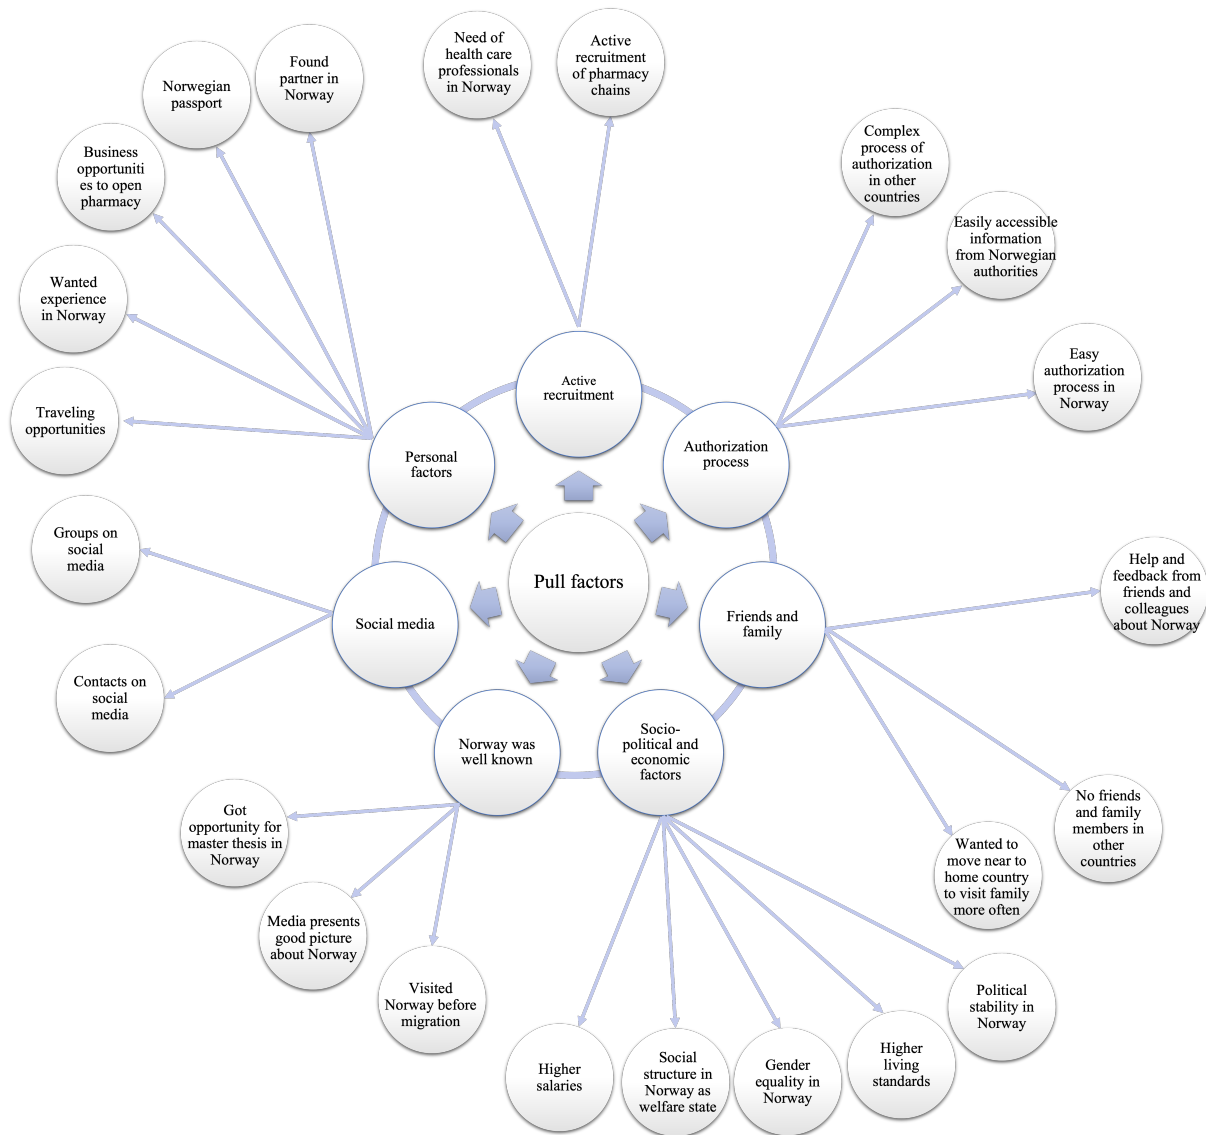 Need of
health care
professionals
in Norway
Active
recruitment
of pharmacy
chains
Found
partner in
Norway
Norwegian
passport
Business
opportuniti
es to open
pharmacy
Wanted
experience
in Norway
Traveling
opportunities
Complex
process of
authorization
in other
countries
Easily accessible
information
from Norwegian
authorities
Easy
authorization
process in
Norway
Active
recruitment
Personal
factors
Authorization
process
Pull factors
Groups on
social
media
Contacts on
social
media
Social media
Friends and
family
Help and
feedback from
friends and
colleagues
about Norway
Norway was
well known
Socio-
political and
economic
factors
No friends
and family
members in
other
countries
Wanted to
move near to
home country
to visit family
more often
Got
opportunity for
master thesis in
Norway
Media presents
good picture
about Norway
Visited
Norway before
migration
Higher
salaries
Social
structure in
Norway as
welfare state
Gender
equality in
Norway
Higher
living
standards
Political
stability in
Norway